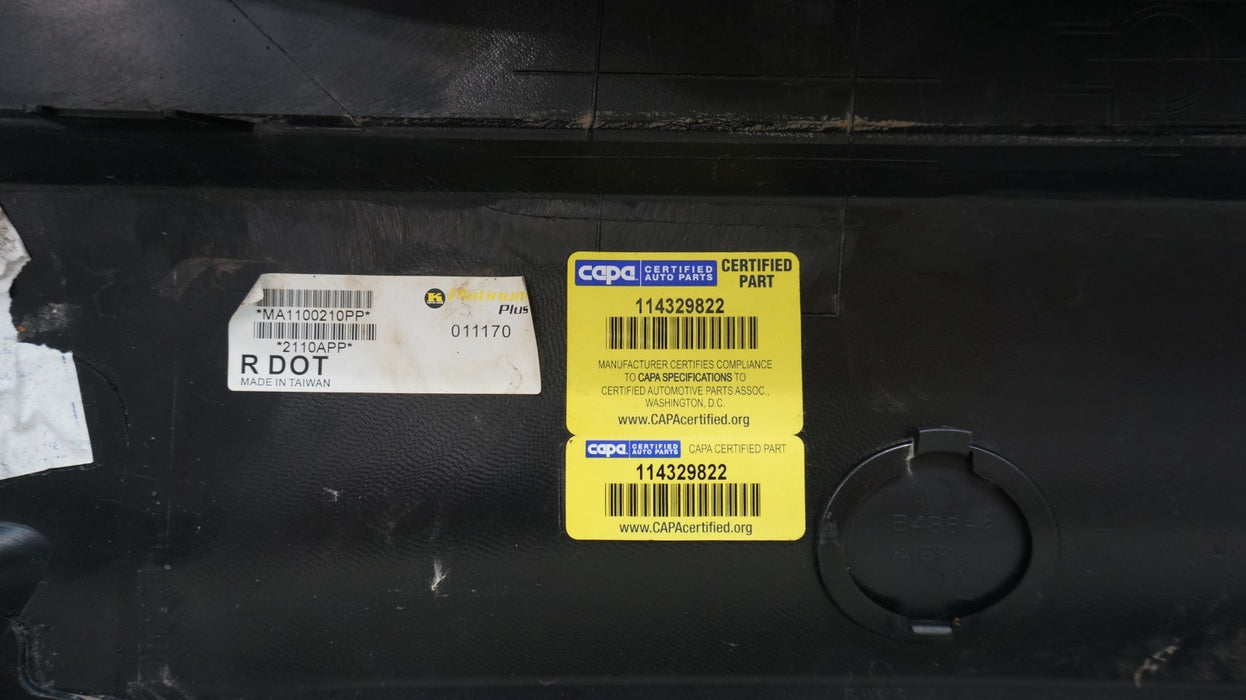 *MA1100210PP*
*2110APP*
R DOT
MADE IN TAIWAN
K Platinum
Plus
011170
capa CERTIFIED
AUTO PARTS
CERTIFIED
PART
114329822
MANUFACTURER CERTIFIES COMPLIANCE
TO CAPA SPECIFICATIONS TO
CERTIFIED AUTOMOTIVE PARTS ASSOC.,
WASHINGTON, D.C.
www.CAPAcertified.org
capa CERTIFIED
AUTO PARTS
CAPA CERTIFIED PART
114329822
www.CAPAcertified.org